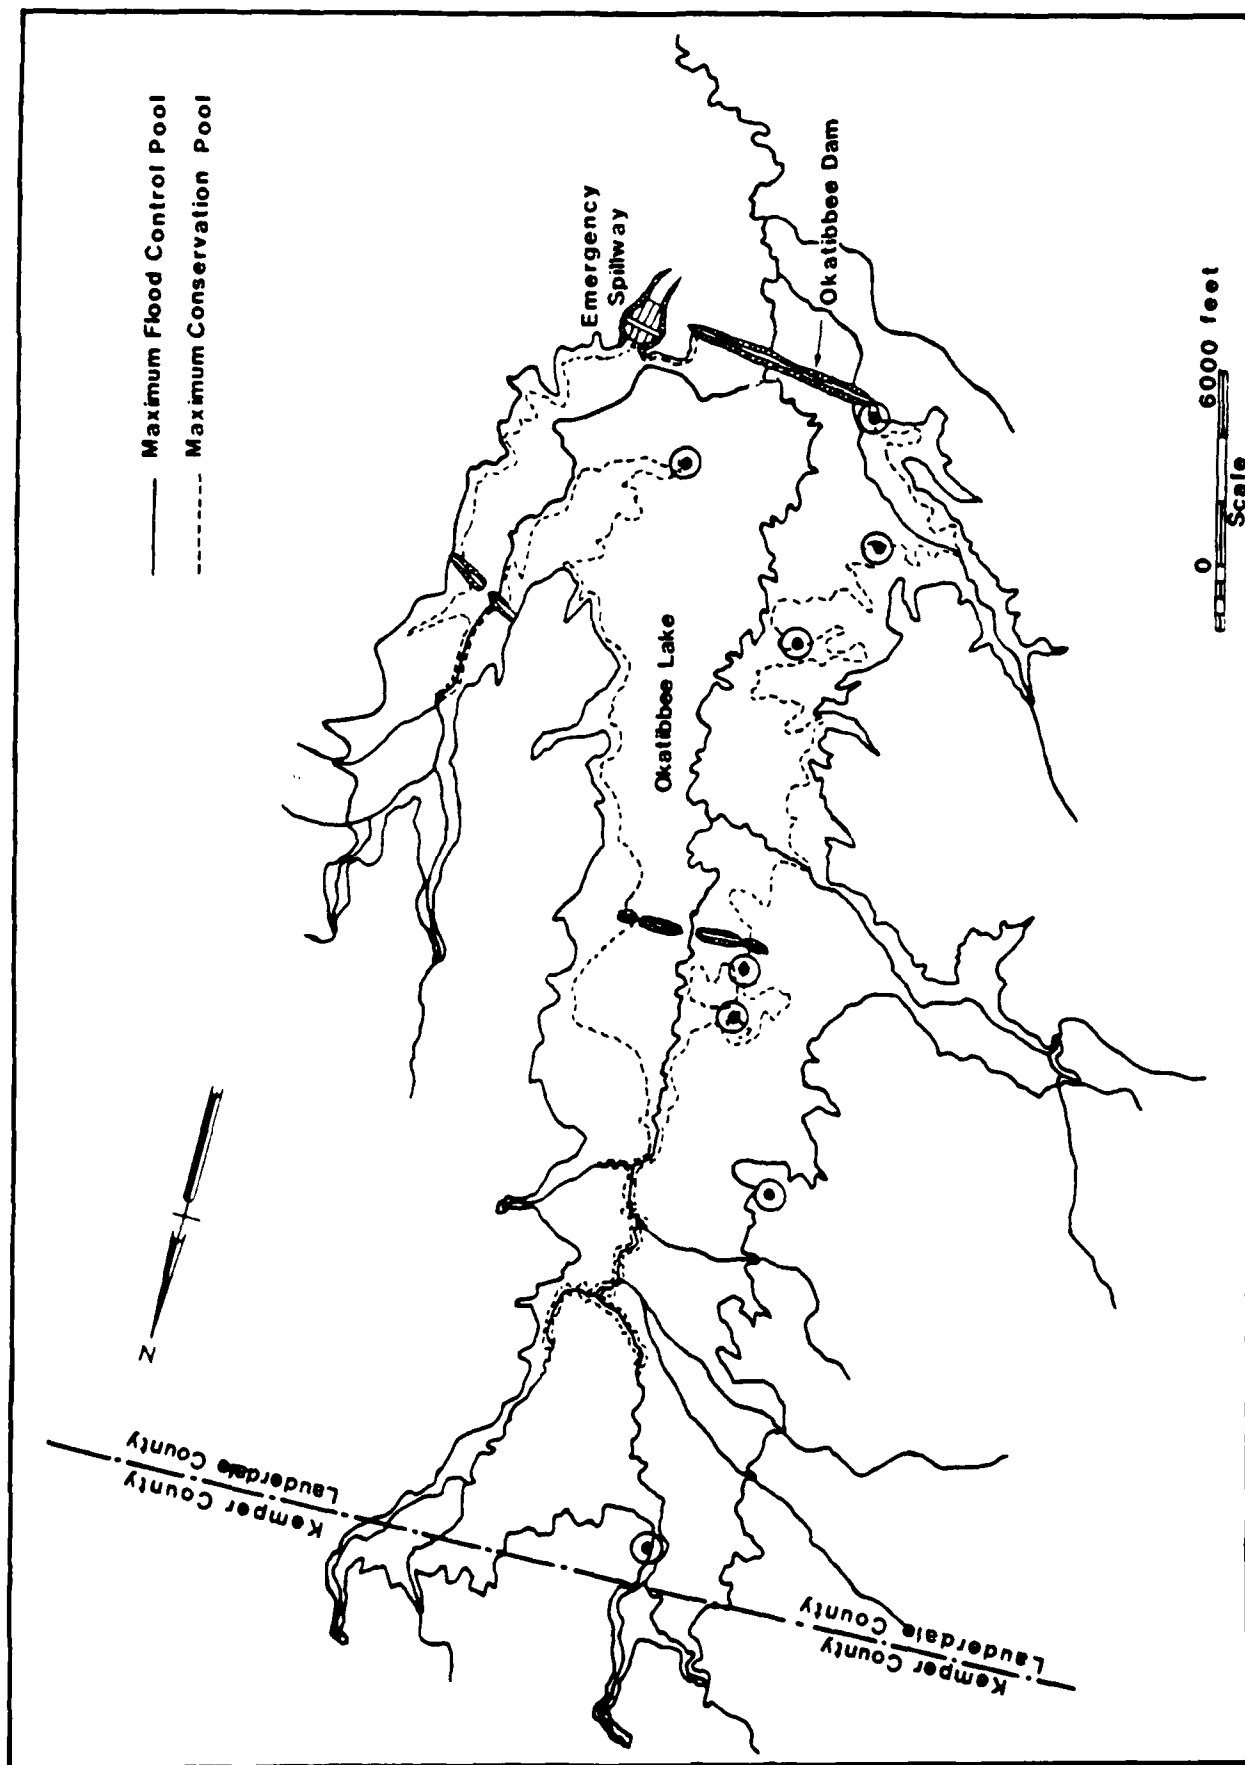 Maximum Flood Control Pool
Maximum Conservation Pool
Emergency
Spillway
Okatibbee Dam
Okatibbee Lake
0 6000 feet
Scale
N
Lauderdale County
Kemper County
Lauderdale County
Kemper County